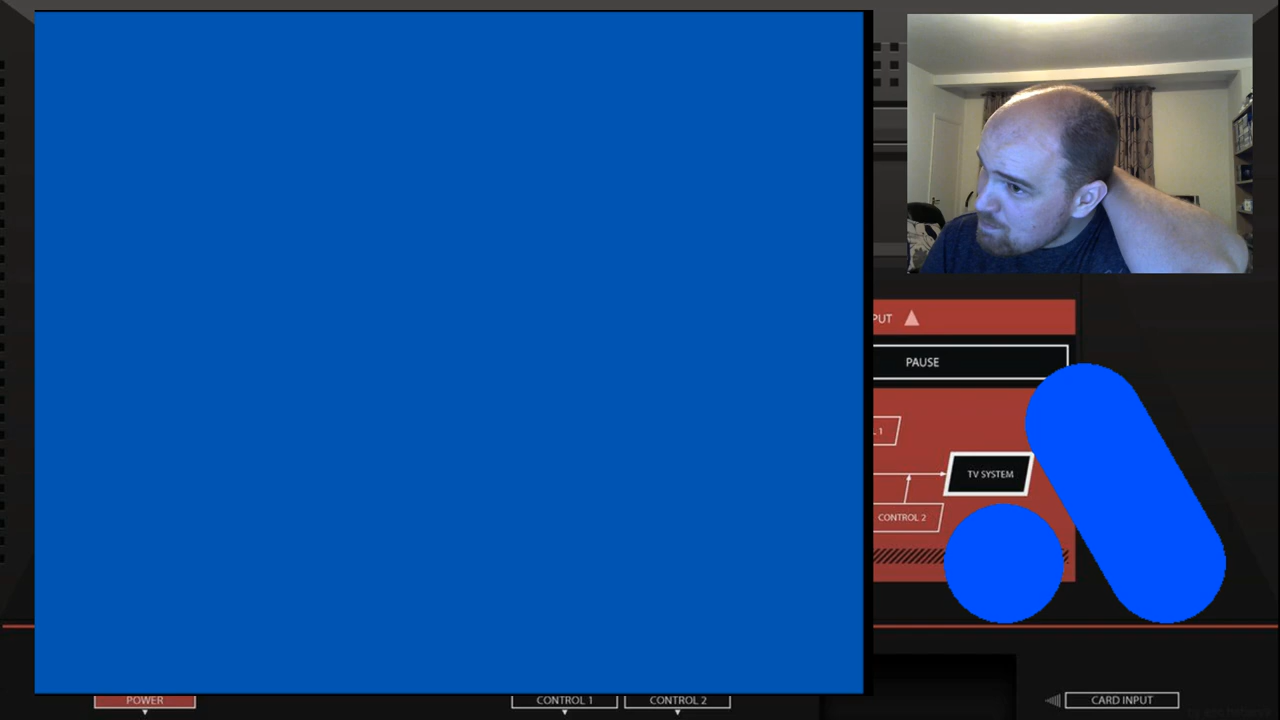 PUT
PAUSE
L 1
TV SYSTEM
CONTROL 2
POWER
CONTROL 1
CONTROL 2
CARD INPUT